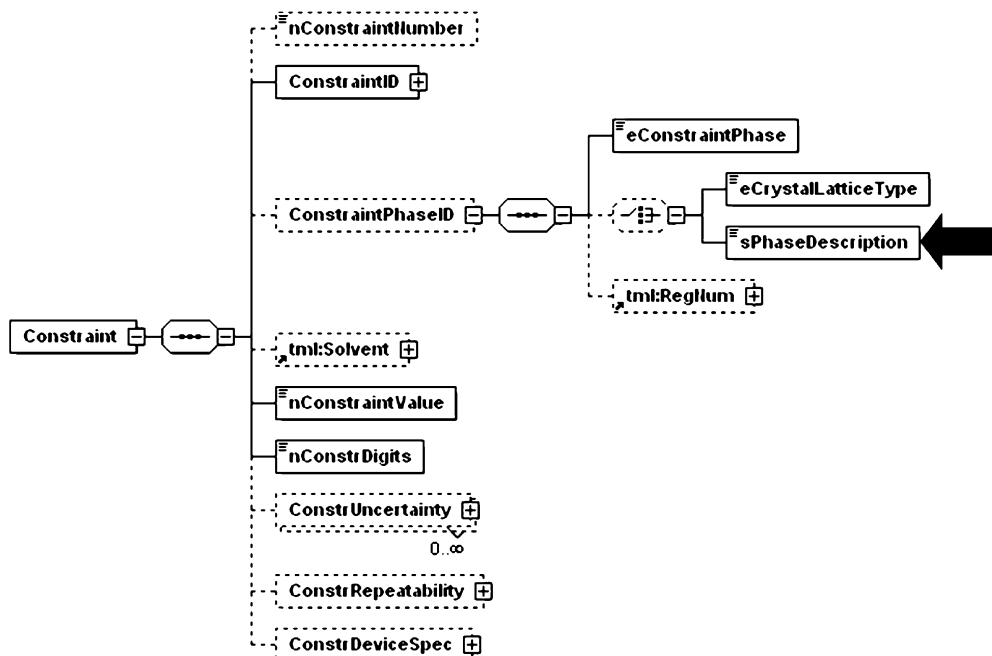 nConstraintNumber
ConstraintID
eConstraintPhase
eCrystalLatticeType
ConstraintPhaseID
sPhaseDescription
tml:RegNum
Constraint
tml:Solvent
nConstraintValue
nConstrDigits
ConstrUncertainty
0..∞
ConstrRepeatability
ConstrDeviceSpec